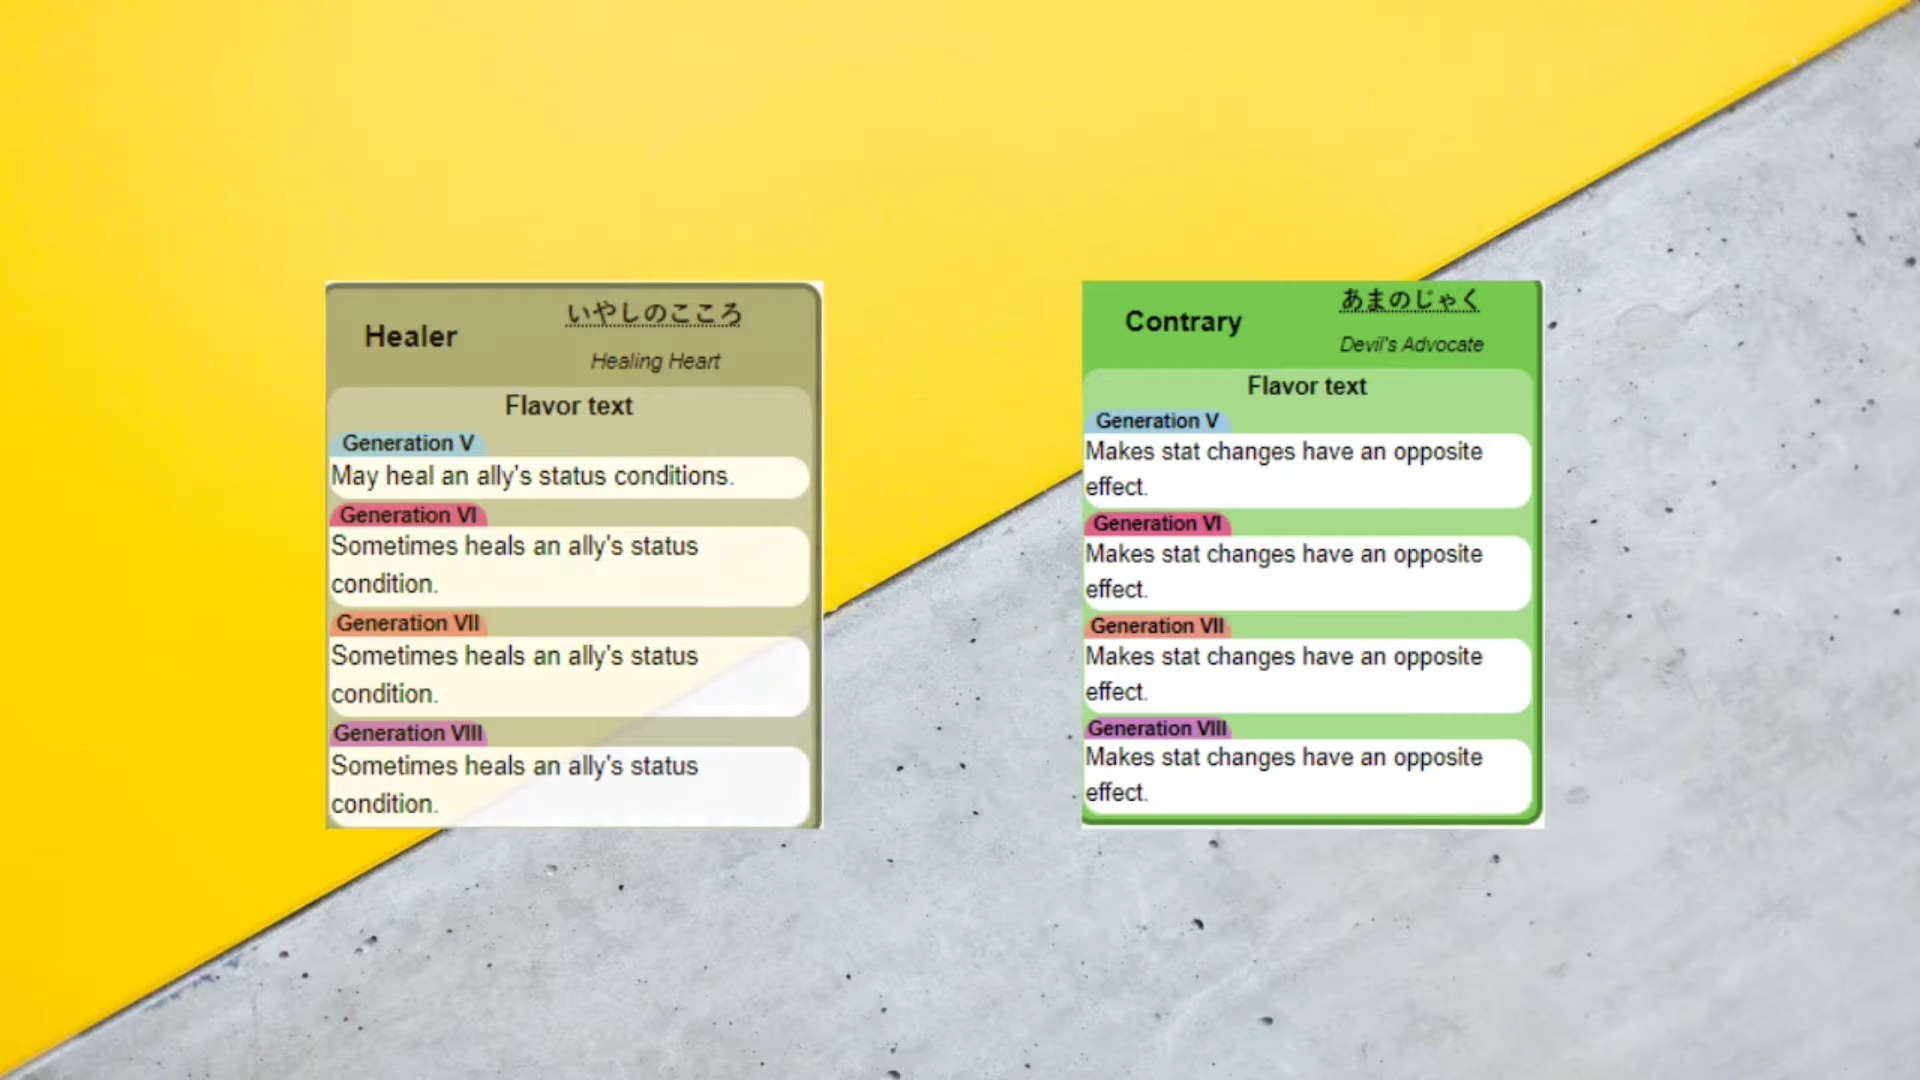 Healer
いやしのこころ
Healing Heart
Flavor text
Generation V
May heal an ally's status conditions.
Generation VI
Sometimes heals an ally's status
condition.
Generation VII
Sometimes heals an ally's status
condition.
Generation VIII
Sometimes heals an ally's status
condition.
Contrary
あまのじゃく
Devil's Advocate
Flavor text
Generation V
Makes stat changes have an opposite
effect.
Generation VI
Makes stat changes have an opposite
effect.
Generation VII
Makes stat changes have an opposite
effect.
Generation VIII
Makes stat changes have an opposite
effect.